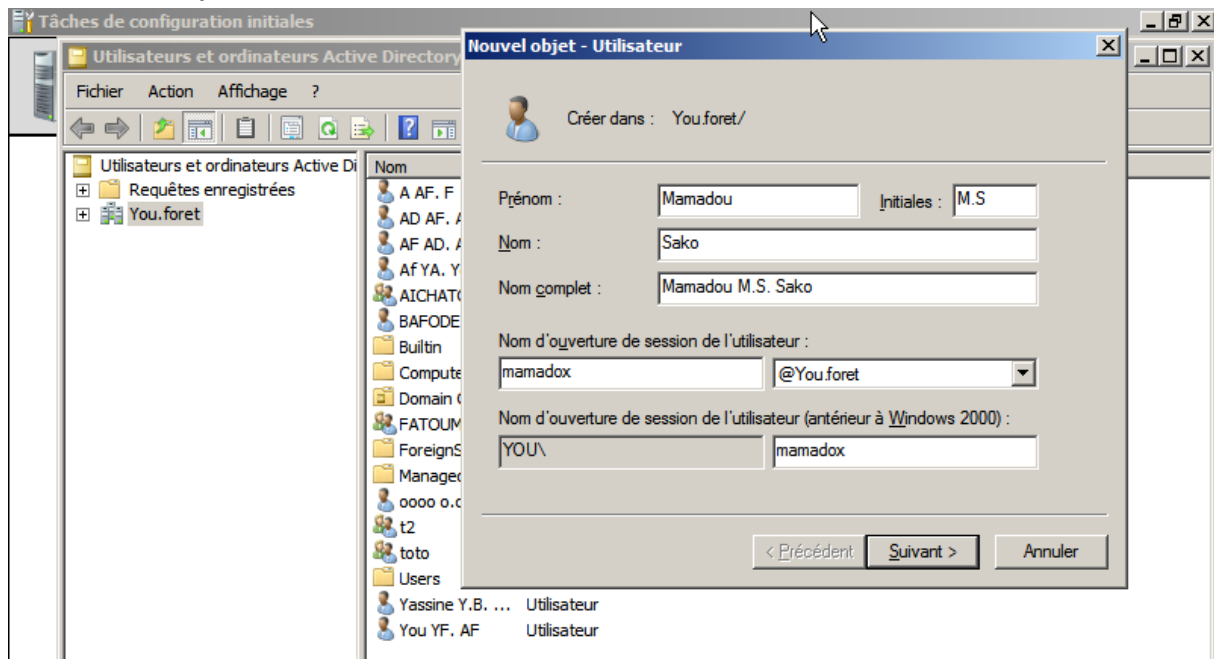 Tâches de configuration initiales
Utilisateurs et ordinateurs Active Directory
Fichier Action Affichage ?
Utilisateurs et ordinateurs Active Di
Requêtes enregistrées
You.foret
Nom
A AF. F
AD AF. A
AF AD. A
Af YA. Y
AICHAT
BAFODE
Builtin
Compute
Domain
FATOUM
ForeignS
Manage
oooo o.
t2
toto
Users
Yassine Y.B. ... Utilisateur
You YF. AF Utilisateur
Nouvel objet - Utilisateur
Créer dans : You.foret/
Prénom : Mamadou Initiales : M.S
Nom : Sako
Nom complet : Mamadou M.S. Sako
Nom d'ouverture de session de l'utilisateur :
mamadox @You.foret
Nom d'ouverture de session de l'utilisateur (antérieur à Windows 2000) :
YOU\ mamadox
< Précédent Suivant > Annuler